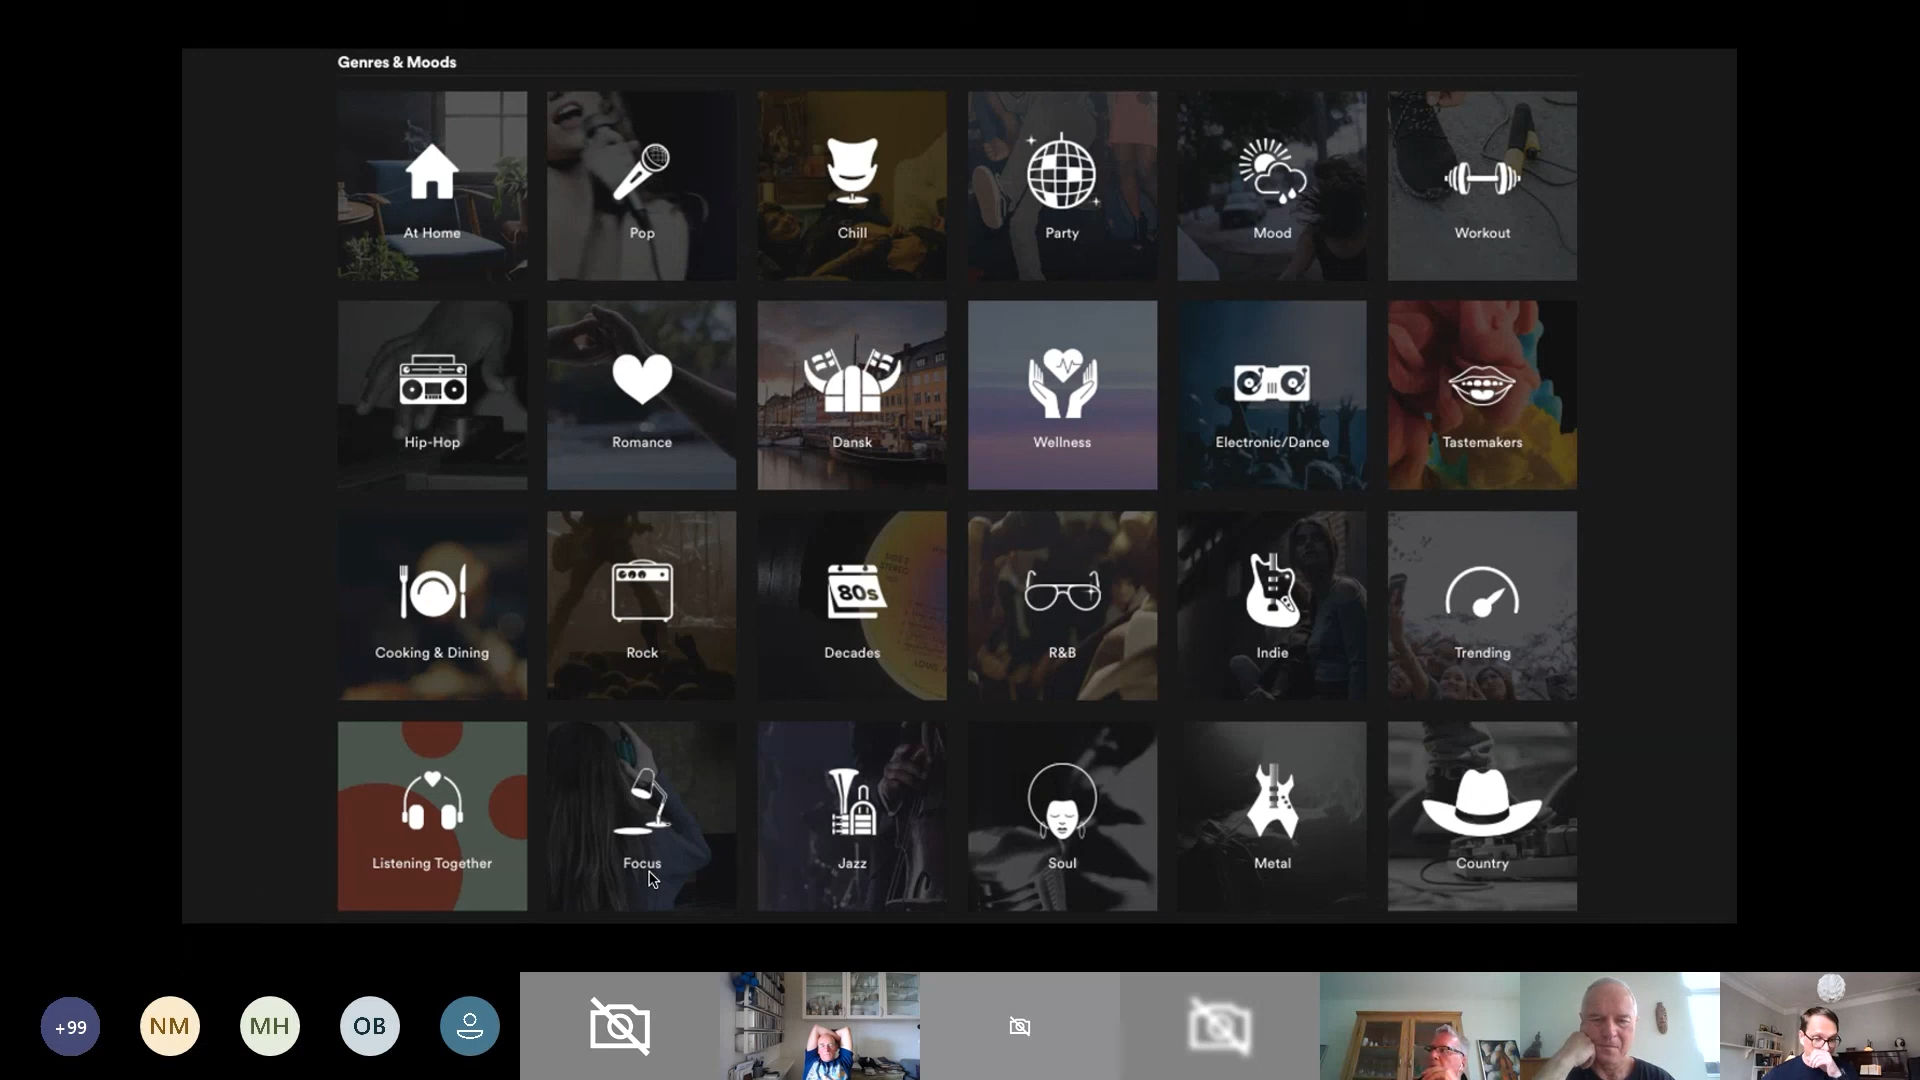 Genres & Moods
At Home
Pop
Chill
Party
Mood
Workout
Hip-Hop
Romance
Dansk
Wellness
Electronic/Dance
Tastemakers
80s
Cooking & Dining
Rock
Decades
R&B
Indie
Trending
Listening Together
Focus
Jazz
Soul
Metal
Country
+99
NM
MH
OB